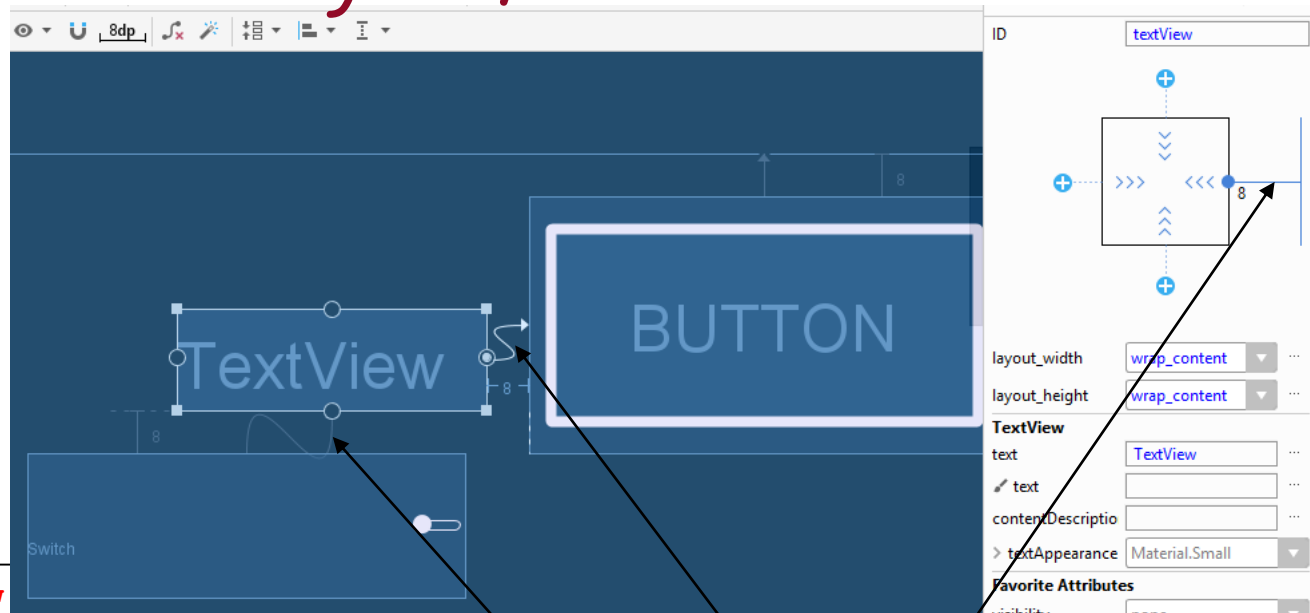 8dp
ID textView
8
8
BUTTON
TextView
8
8
Switch
layout_width wrap_content
layout_height wrap_content
TextView
text TextView
text
contentDescriptio
textAppearance Material.Small
Favorite Attributes